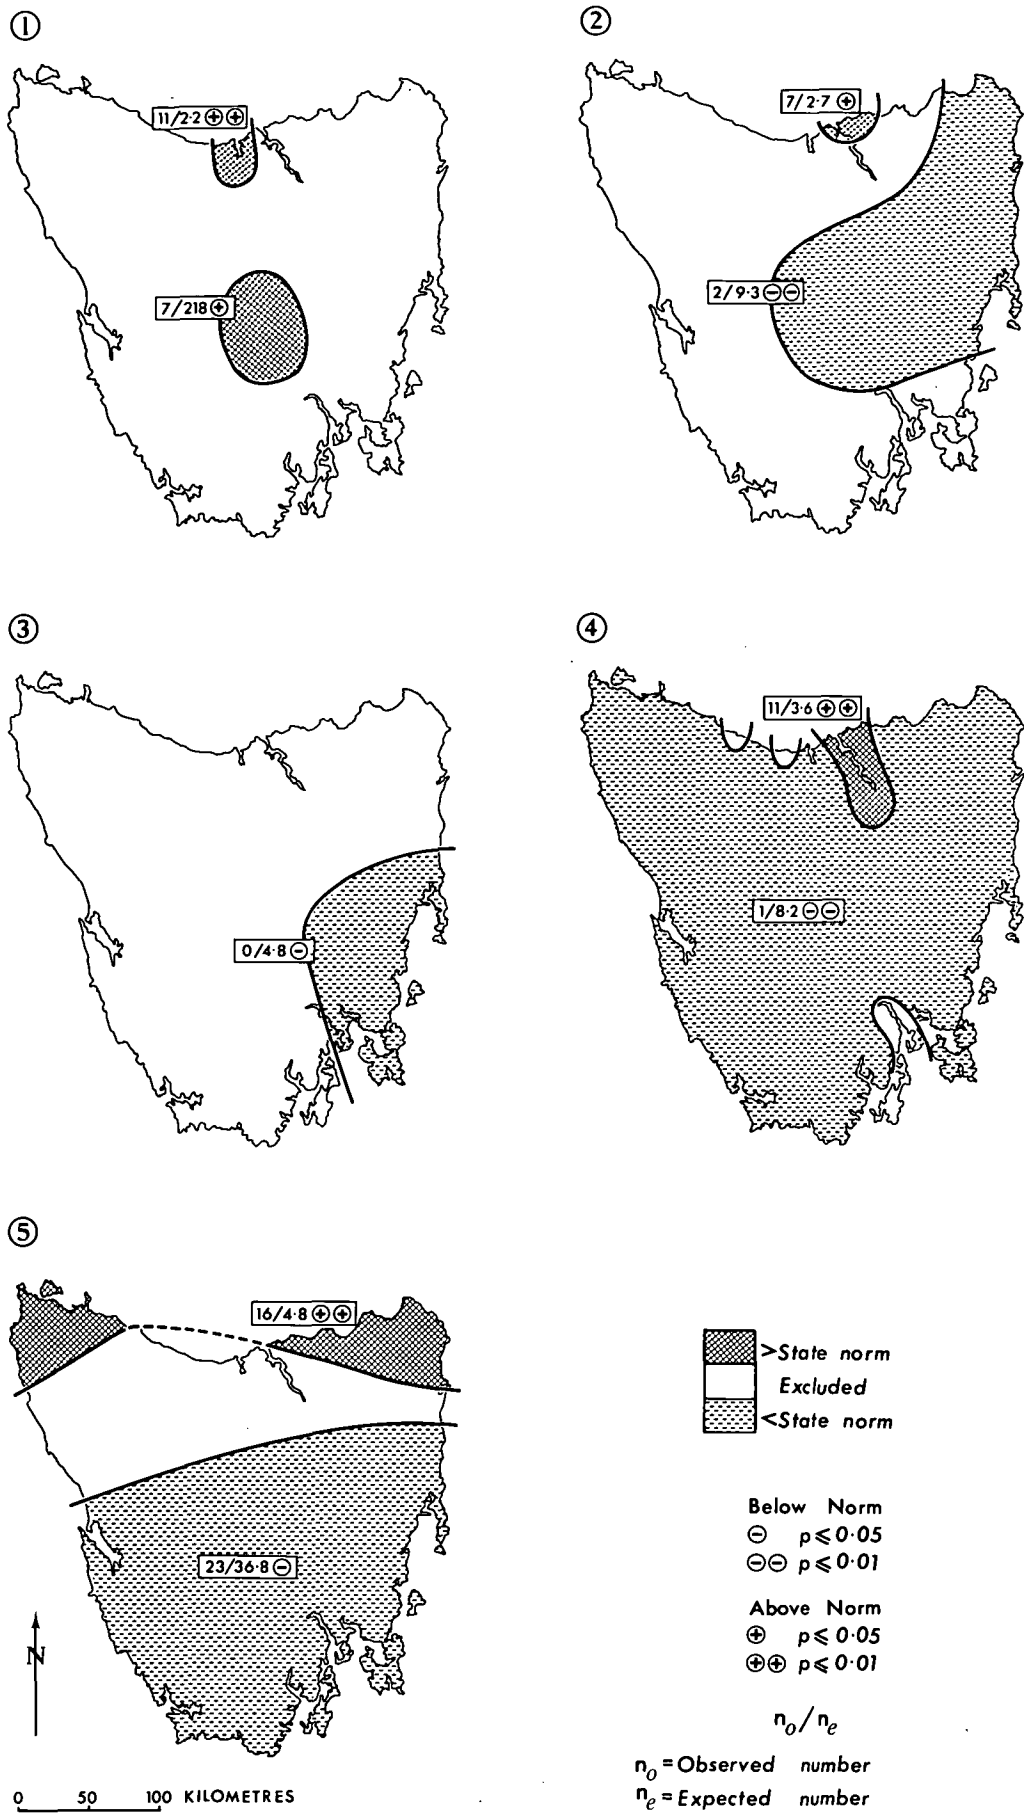 ①
11/2·2 ⊕⊕
7/218 ⊕
②
7/2·7 ⊕
2/9·3 ⊖⊖
③
0/4·8 ⊖
④
11/3·6 ⊕⊕
1/8·2 ⊖⊖
⑤
16/4·8 ⊕⊕
23/36·8 ⊖
N
0 50 100 KILOMETRES
>State norm
Excluded
<State norm
Below Norm
⊖ p⩽0·05
⊖⊖ p⩽0·01
Above Norm
⊕ p⩽0·05
⊕⊕ p⩽0·01
no/ne
no=Observed number
ne=Expected number